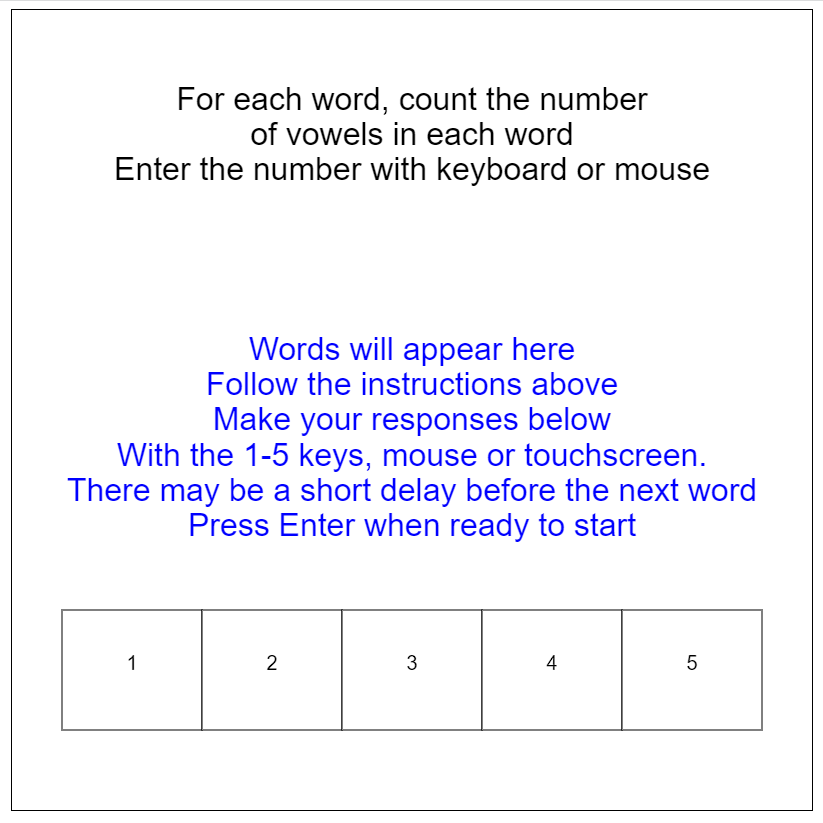 For each word, count the number
of vowels in each word
Enter the number with keyboard or mouse
Words will appear here
Follow the instructions above
Make your responses below
With the 1-5 keys, mouse or touchscreen.
There may be a short delay before the next word
Press Enter when ready to start
1 2 3 4 5